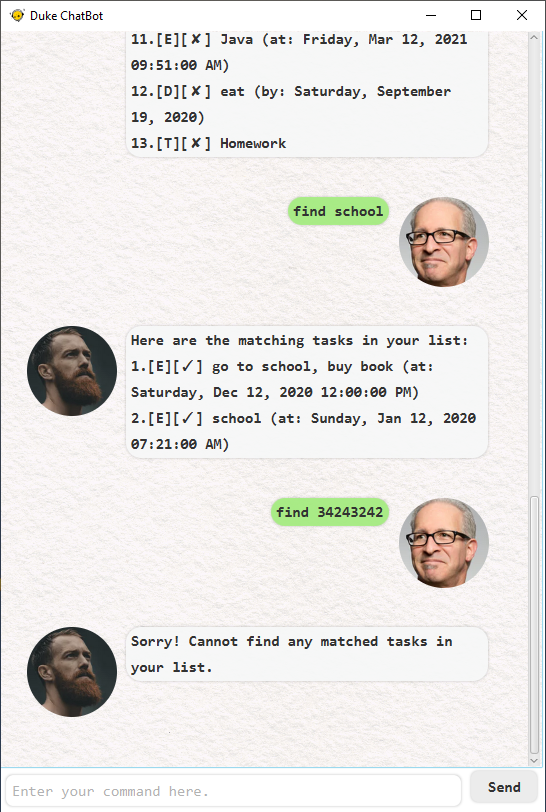 Duke ChatBot
11.[E][✘] Java (at: Friday, Mar 12, 2021
09:51:00 AM)
12.[D][✘] eat (by: Saturday, September
19, 2020)
13.[T][✘] Homework
find school
Here are the matching tasks in your list:
1.[E][✓] go to school, buy book (at:
Saturday, Dec 12, 2020 12:00:00 PM)
2.[E][✓] school (at: Sunday, Jan 12, 2020
07:21:00 AM)
find 34243242
Sorry! Cannot find any matched tasks in
your list.
Enter your command here.
Send